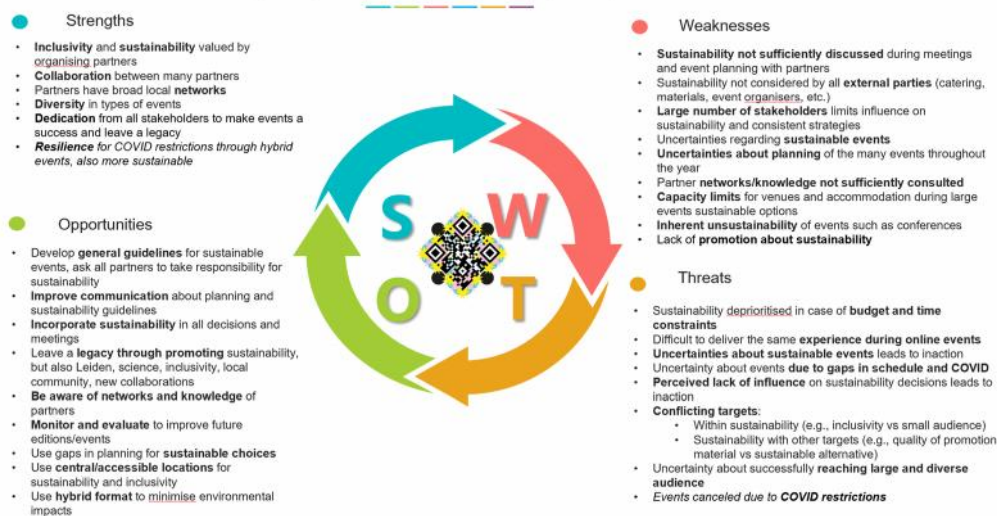 Strengths
Inclusivity and sustainability valued by
organising partners
Collaboration between many partners
Partners have broad local networks
Diversity in types of events
Dedication from all stakeholders to make events a
success and leave a legacy
Resilience for COVID restrictions through hybrid
events, also more sustainable
Opportunities
Develop general guidelines for sustainable
events, ask all partners to take responsibility for
sustainability
Improve communication about planning and
sustainability guidelines
Incorporate sustainability in all decisions and
meetings
Leave a legacy through promoting sustainability,
but also Leiden, science, inclusivity, local
community, new collaborations
Be aware of networks and knowledge of
partners
Monitor and evaluate to improve future
editions/events
Use gaps in planning for sustainable choices
Use central/accessible locations for
sustainability and inclusivity
Use hybrid format to minimise environmental
impacts
S W
O T
Weaknesses
Sustainability not sufficiently discussed during meetings
and event planning with partners
Sustainability not considered by all external parties (catering,
materials, event organisers, etc.)
Large number of stakeholders limits influence on
sustainability and consistent strategies
Uncertainties regarding sustainable events
Uncertainties about planning of the many events throughout
the year
Partner networks/knowledge not sufficiently consulted
Capacity limits for venues and accommodation during large
events sustainable options
Inherent unsustainability of events such as conferences
Lack of promotion about sustainability
Threats
Sustainability deprioritised in case of budget and time
constraints
Difficult to deliver the same experience during online events
Uncertainties about sustainable events leads to inaction
Uncertainty about events due to gaps in schedule and COVID
Perceived lack of influence on sustainability decisions leads to
inaction
Conflicting targets:
Within sustainability (e.g., inclusivity vs small audience)
Sustainability with other targets (e.g., quality of promotion
material vs sustainable alternative)
Uncertainty about successfully reaching large and diverse
audience
Events canceled due to COVID restrictions